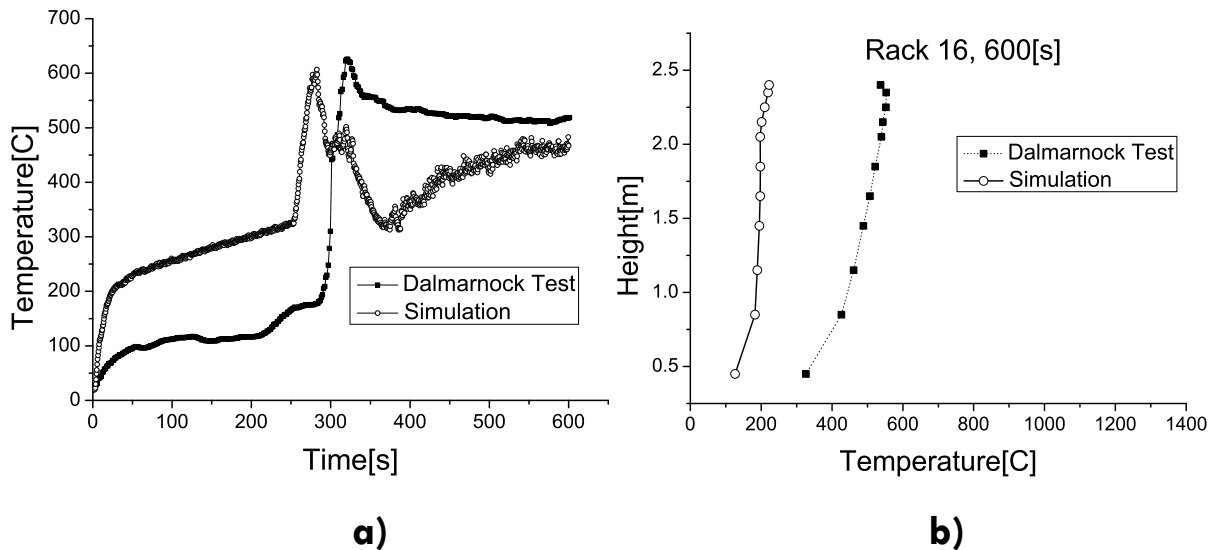 700
600
500
400
300
200
100
0
Temperature[C]
0 100 200 300 400 500 600
Time[s]
Dalmarnock Test
Simulation
a)
Rack 16, 600[s]
2.5
2.0
1.5
1.0
0.5
Height[m]
Dalmarnock Test
Simulation
0 200 400 600 800 1000 1200 1400
Temperature[C]
b)